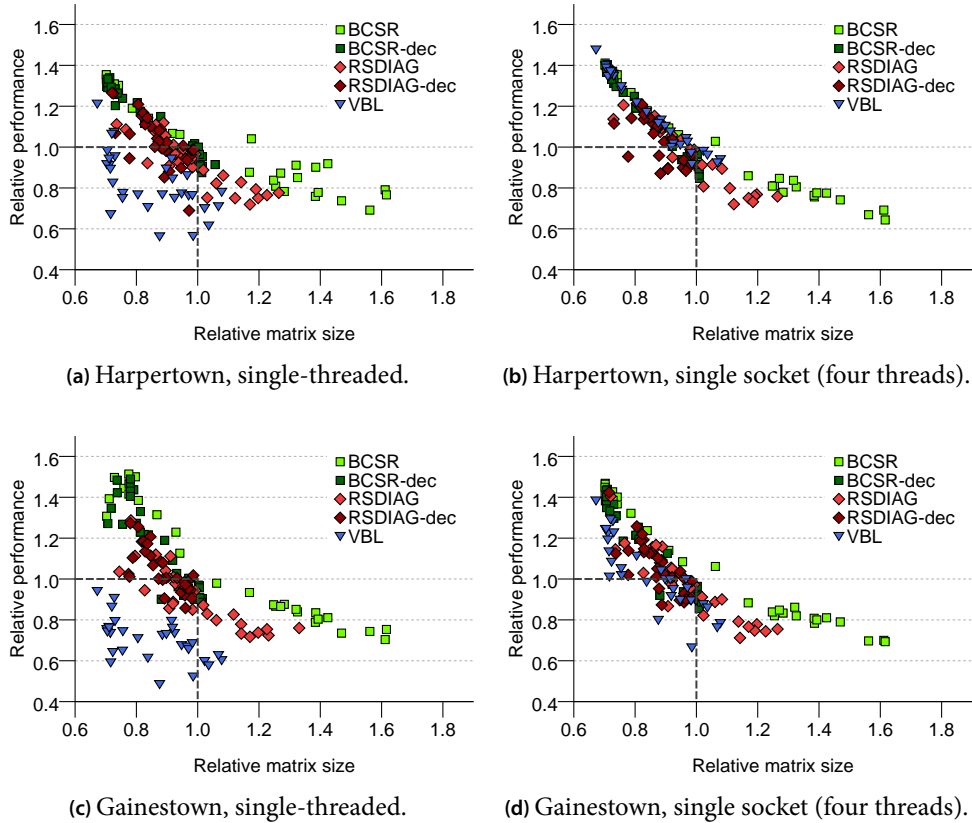 1.6
1.4
1.2
1.0
0.8
0.6
0.4
Relative performance
BCSR
BCSR-dec
RSDIAG
RSDIAG-dec
VBL
0.6 0.8 1.0 1.2 1.4 1.6 1.8
Relative matrix size
(a) Harpertown, single-threaded.
1.6
1.4
1.2
1.0
0.8
0.6
0.4
Relative performance
BCSR
BCSR-dec
RSDIAG
RSDIAG-dec
VBL
0.6 0.8 1.0 1.2 1.4 1.6 1.8
Relative matrix size
(b) Harpertown, single socket (four threads).
1.6
1.4
1.2
1.0
0.8
0.6
0.4
Relative performance
BCSR
BCSR-dec
RSDIAG
RSDIAG-dec
VBL
0.6 0.8 1.0 1.2 1.4 1.6 1.8
Relative matrix size
(c) Gainestown, single-threaded.
1.6
1.4
1.2
1.0
0.8
0.6
0.4
Relative performance
BCSR
BCSR-dec
RSDIAG
RSDIAG-dec
VBL
0.6 0.8 1.0 1.2 1.4 1.6 1.8
Relative matrix size
(d) Gainestown, single socket (four threads).